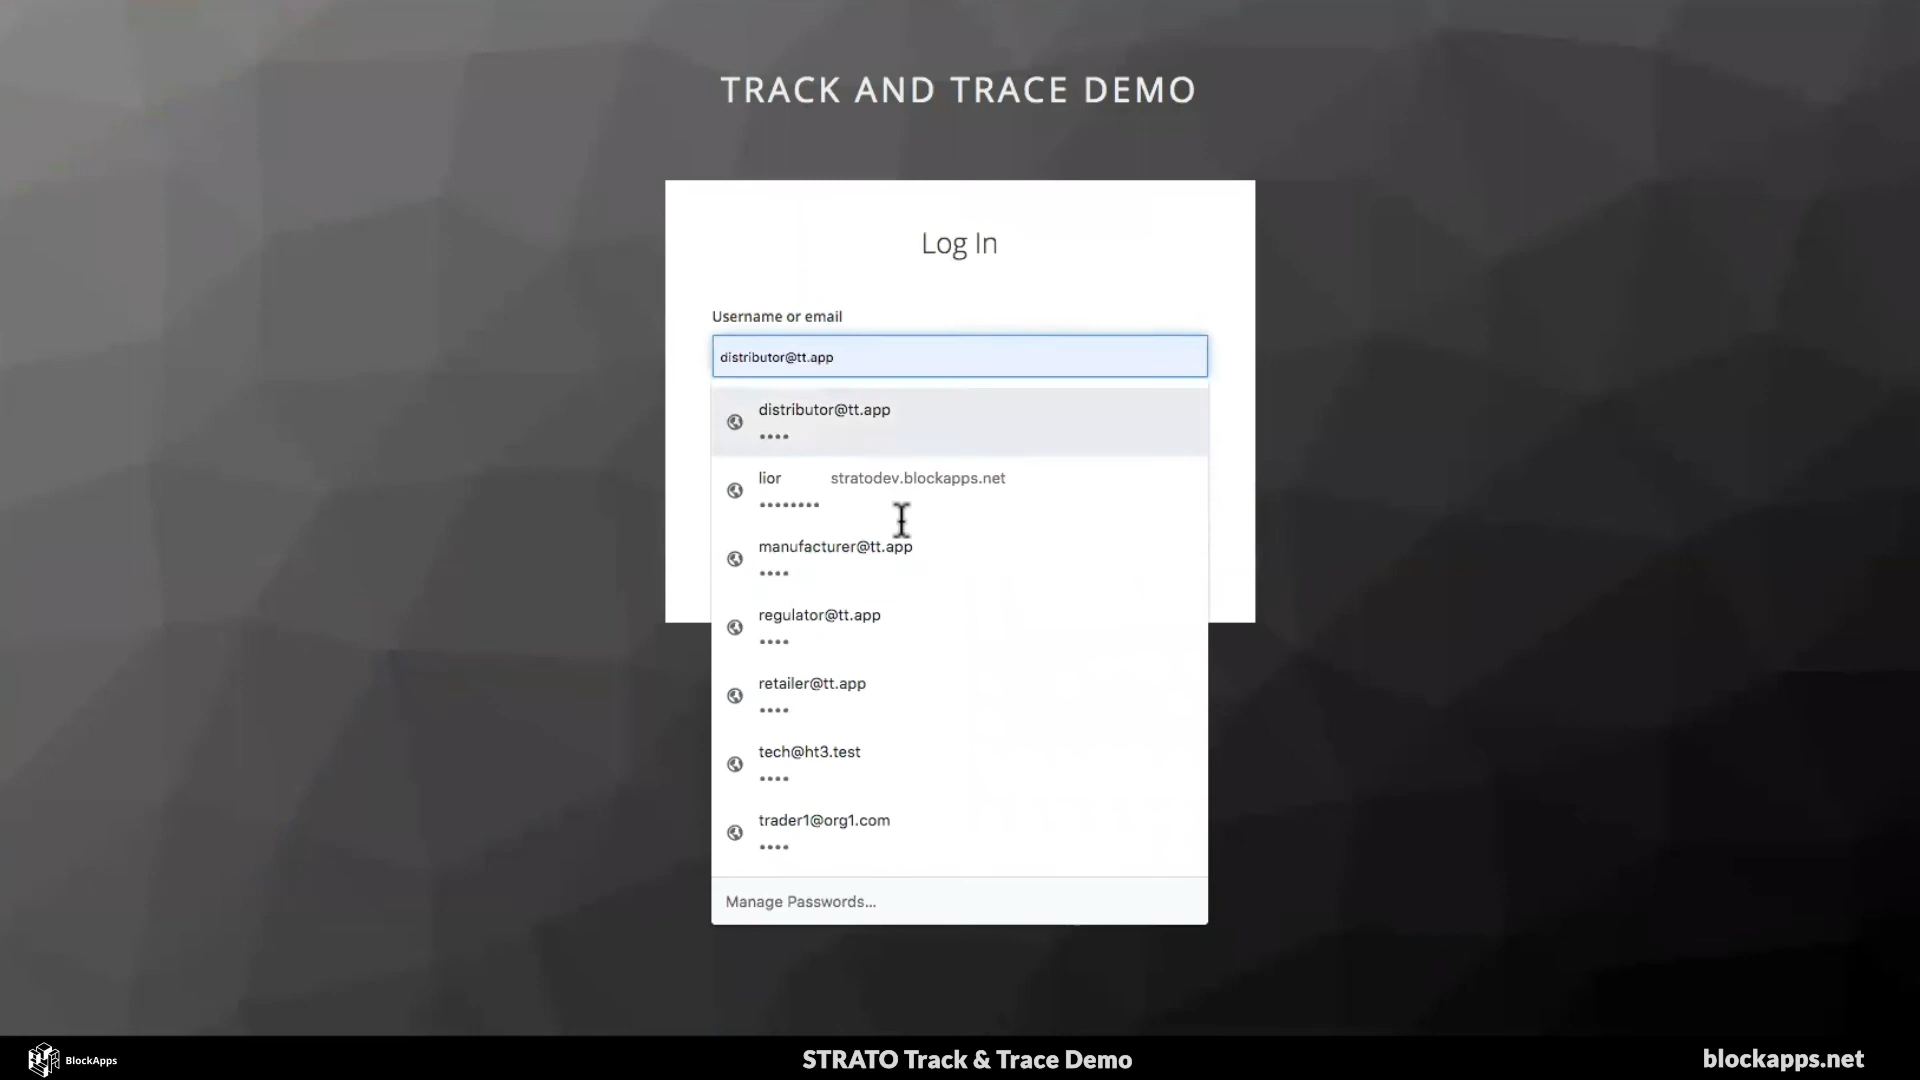 TRACK AND TRACE DEMO
Log In
Username or email
distributor@tt.app
distributor@tt.app
••••
lior stratodev.blockapps.net
••••••••
manufacturer@tt.app
••••
regulator@tt.app
••••
retailer@tt.app
••••
tech@ht3.test
••••
trader1@org1.com
••••
Manage Passwords...
BlockApps
STRATO Track & Trace Demo
blockapps.net